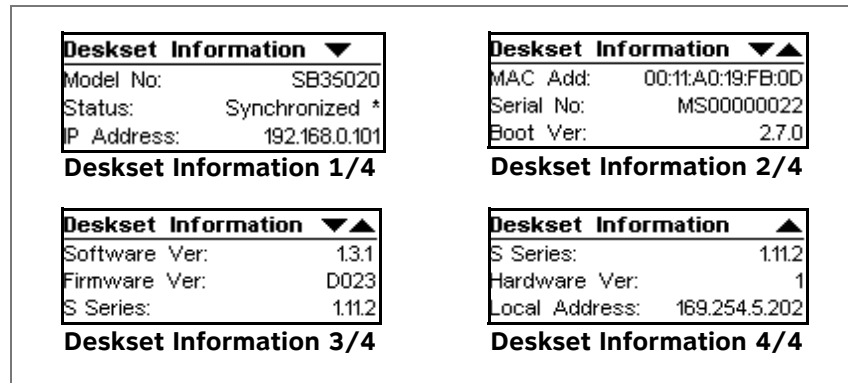 Deskset Information ▼
Model No: SB35020
Status: Synchronized *
IP Address: 192.168.0.101
Deskset Information 1/4
Deskset Information ▼▲
MAC Add: 00:11:A0:19:FB:0D
Serial No: MS00000022
Boot Ver: 2.7.0
Deskset Information 2/4
Deskset Information ▼▲
Software Ver: 1.3.1
Firmware Ver: D023
S Series: 1.11.2
Deskset Information 3/4
Deskset Information ▲
S Series: 1.11.2
Hardware Ver: 1
Local Address: 169.254.5.202
Deskset Information 4/4